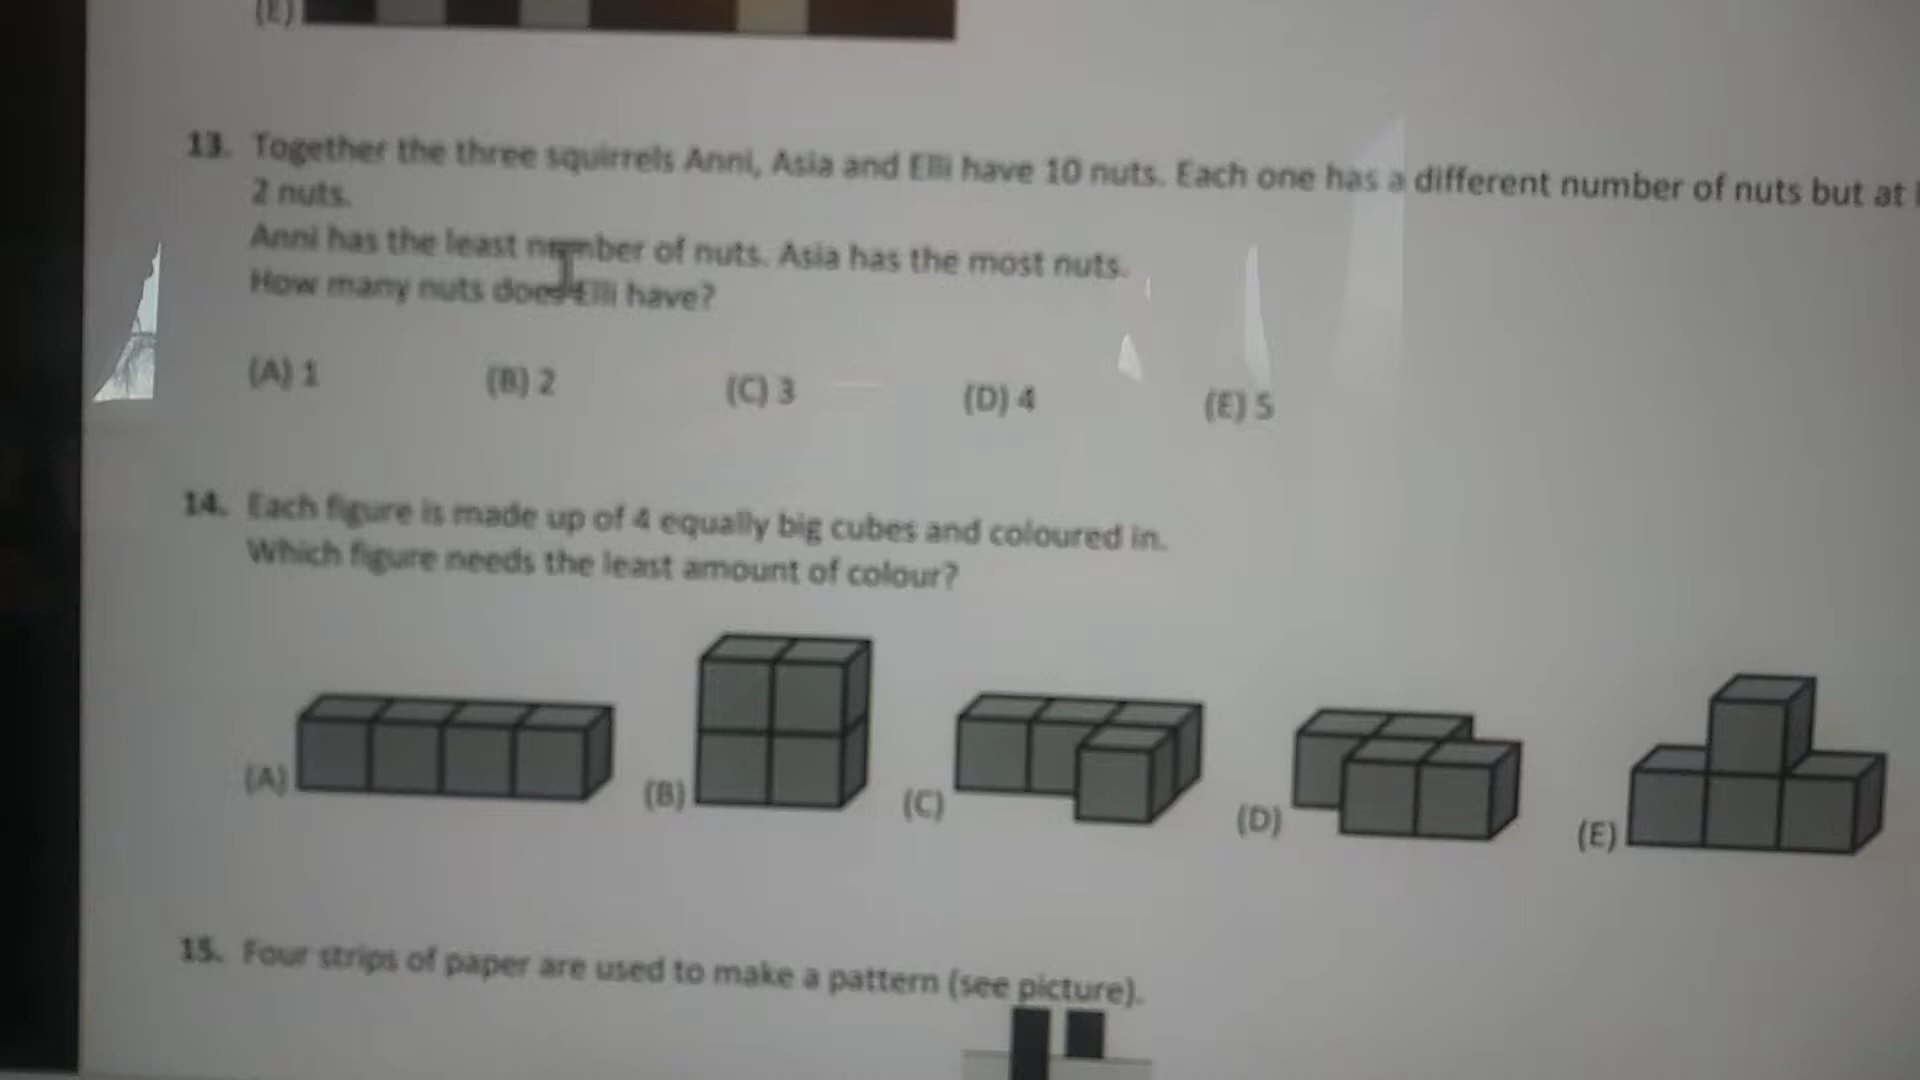 (E)
13. Together the three squirrels Anni, Asia and Elli have 10 nuts. Each one has a different number of nuts but at
2 nuts.
Anni has the least number of nuts. Asia has the most nuts.
How many nuts does Elli have?
(A) 1 (B) 2 (C) 3 (D) 4 (E) 5
14. Each figure is made up of 4 equally big cubes and coloured in.
Which figure needs the least amount of colour?
(A) (B) (C) (D) (E)
15. Four strips of paper are used to make a pattern (see picture).